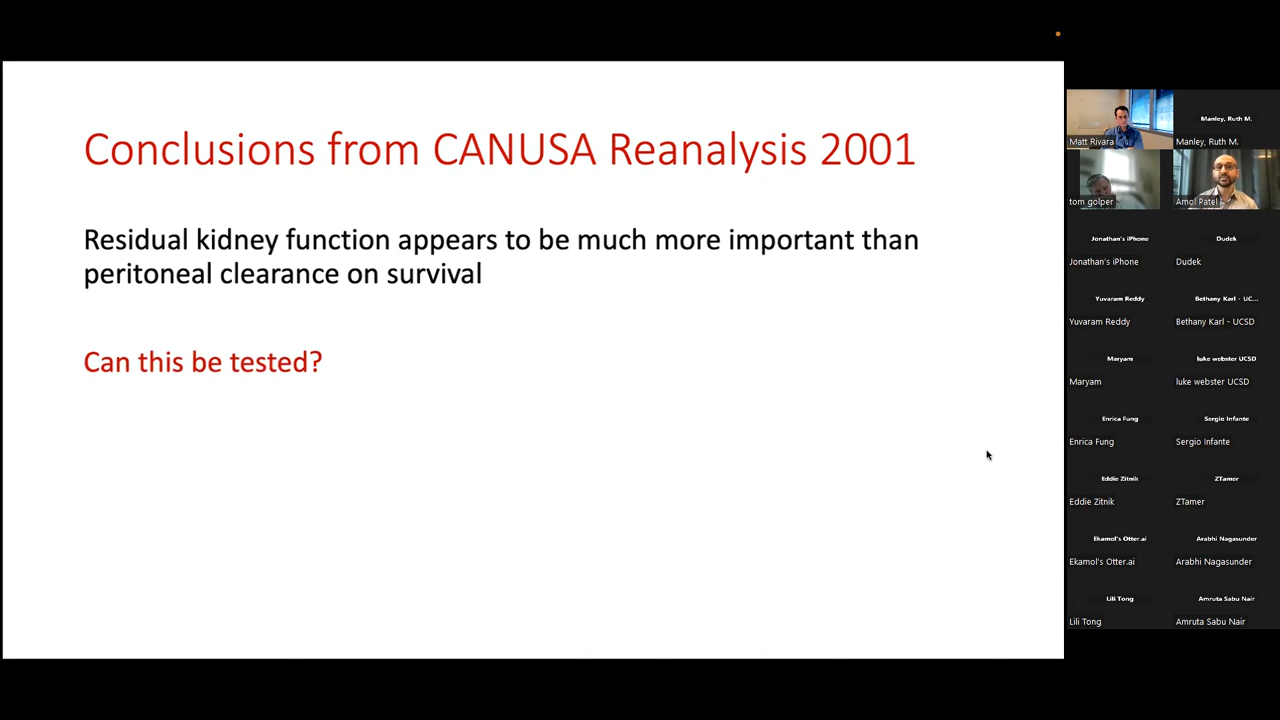 Conclusions from CANUSA Reanalysis 2001
Residual kidney function appears to be much more important than
peritoneal clearance on survival
Can this be tested?
Matt Rivara
Manley, Ruth M.
Manley, Ruth M.
tom golper
Amol Patel
Jonathan's iPhone
Jonathan's iPhone
Dudek
Dudek
Yuvaram Reddy
Yuvaram Reddy
Bethany Karl - UC...
Bethany Karl - UCSD
Maryam
Maryam
luke webster UCSD
luke webster UCSD
Enrica Fung
Enrica Fung
Sergio Infante
Sergio Infante
Eddie Zitnik
Eddie Zitnik
ZTamer
ZTamer
Ekamol's Otter.ai
Ekamol's Otter.ai
Arabhi Nagasunder
Arabhi Nagasunder
Lili Tong
Lili Tong
Amruta Sabu Nair
Amruta Sabu Nair